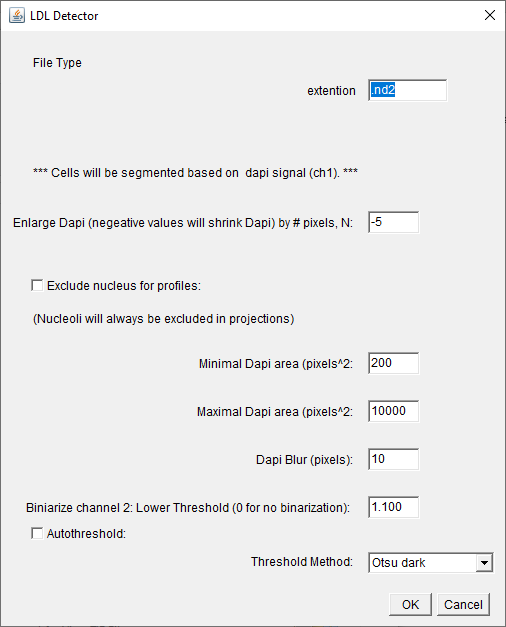 LDL Detector
File Type
extention .nd2
*** Cells will be segmented based on dapi signal (ch1). ***
Enlarge Dapi (negeative values will shrink Dapi) by # pixels, N: -5
Exclude nucleus for profiles:
(Nucleoli will always be excluded in projections)
Minimal Dapi area (pixels^2: 200
Maximal Dapi area (pixels^2: 10000
Dapi Blur (pixels): 10
Biniarize channel 2: Lower Threshold (0 for no binarization): 1.100
Autothreshold:
Threshold Method: Otsu dark
OK Cancel